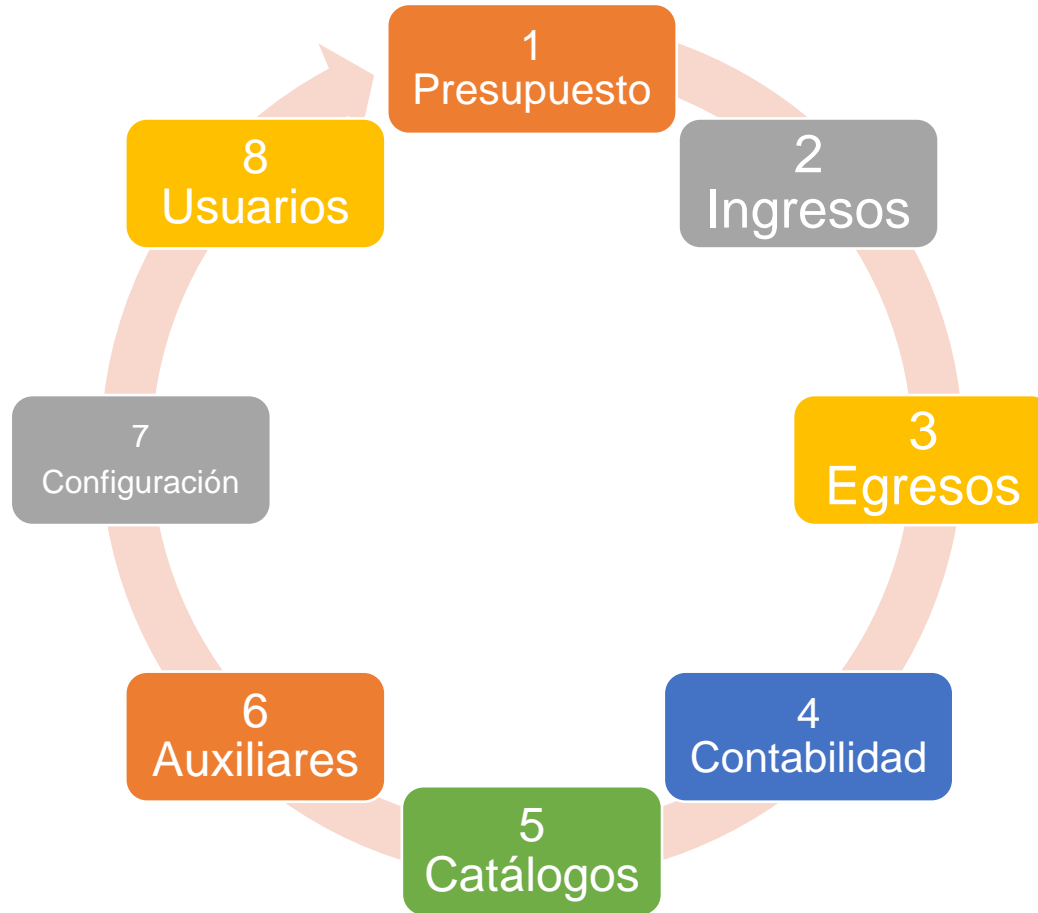 1
Presupuesto
2
Ingresos
3
Egresos
4
Contabilidad
5
Catálogos
6
Auxiliares
7
Configuración
8
Usuarios